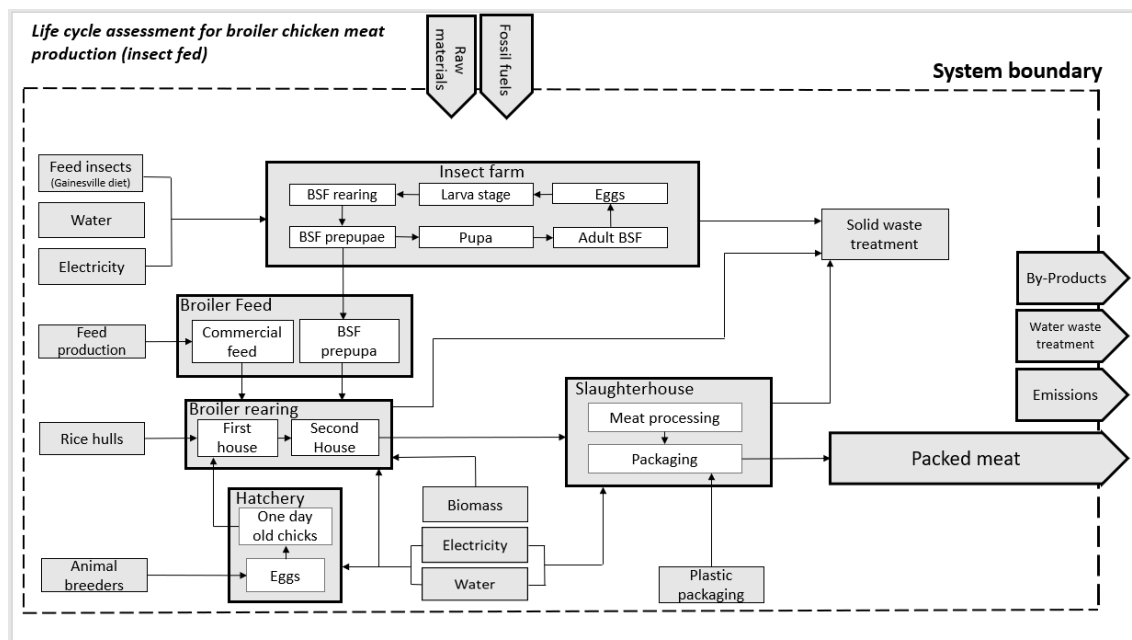 Life cycle assessment for broiler chicken meat
production (insect fed)
Raw
materials
Fossil fuels
System boundary
Feed insects
(Gainesville diet)
Water
Electricity
Insect farm
BSF rearing
Larva stage
Eggs
BSF prepupae
Pupa
Adult BSF
Solid waste
treatment
By-Products
Water waste
treatment
Emissions
Broiler Feed
Commercial
feed
BSF
prepupa
Feed
production
Broiler rearing
First
house
Second
House
Rice hulls
Slaughterhouse
Meat processing
Packaging
Packed meat
Hatchery
One day
old chicks
Eggs
Animal
breeders
Biomass
Electricity
Water
Plastic
packaging